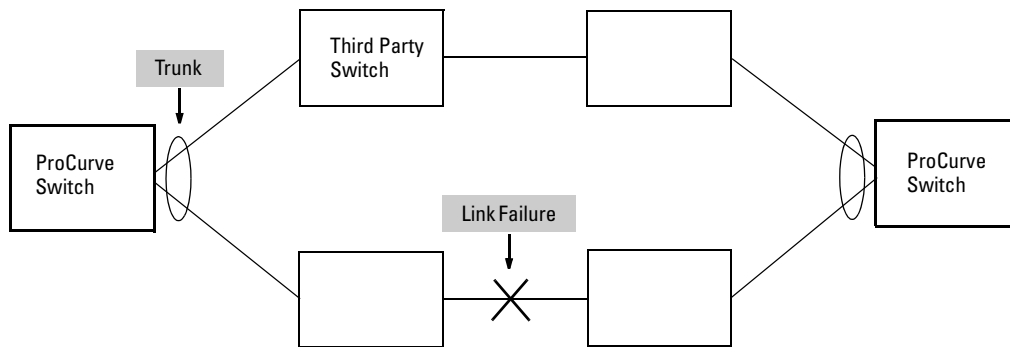 Third Party
Switch
Trunk
ProCurve
Switch
ProCurve
Switch
Link Failure